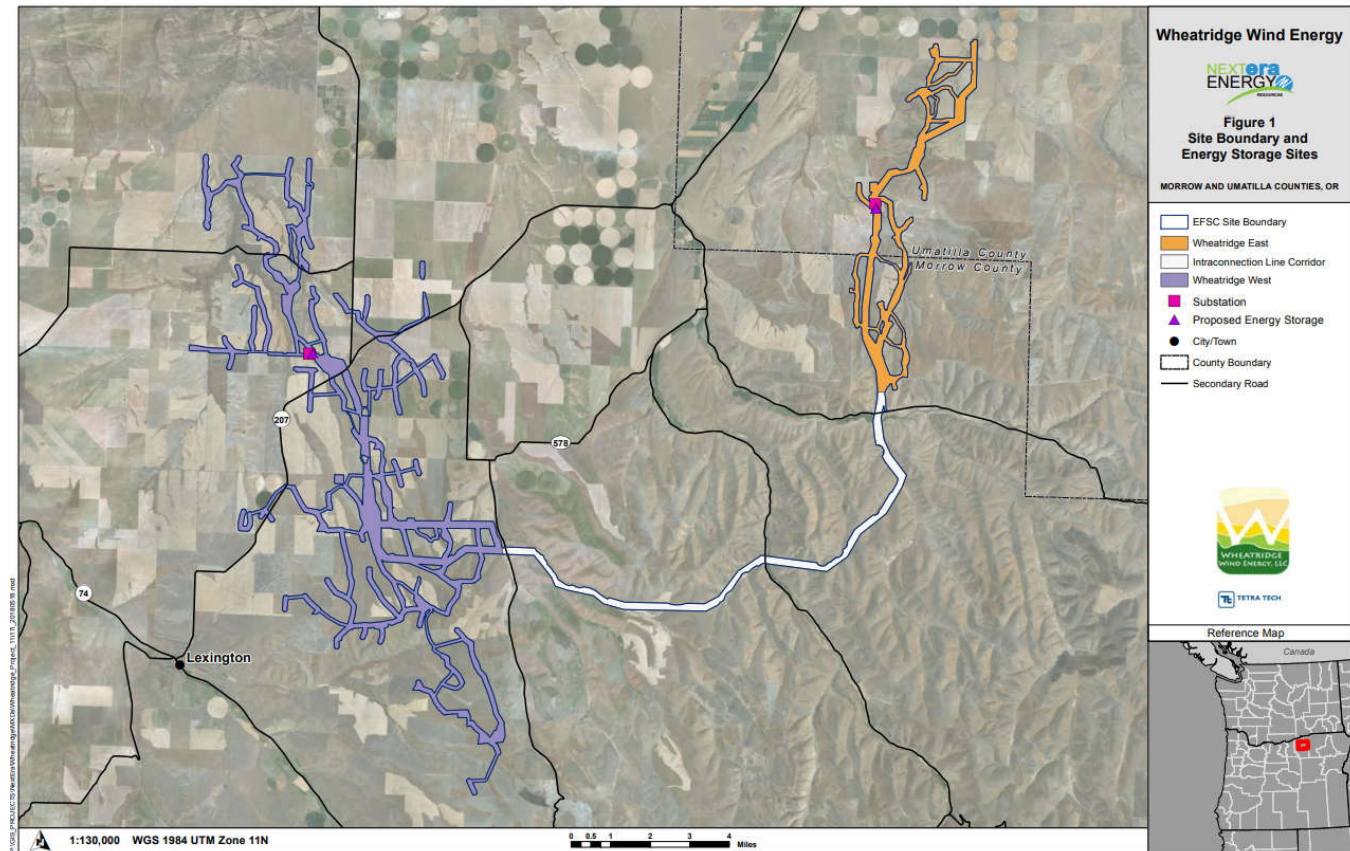 Wheatridge Wind Energy
NEXTera
ENERGY
RESOURCES
Figure 1
Site Boundary and
Energy Storage Sites
MORROW AND UMATILLA COUNTIES, OR
EFSC Site Boundary
Wheatridge East
Intraconnection Line Corridor
Wheatridge West
Substation
Proposed Energy Storage
City/Town
County Boundary
Secondary Road
Umatilla County
Morrow County
207
578
74
Lexington
WHEATRIDGE
WIND ENERGY, LLC
TETRA TECH
Reference Map
Canada
1:130,000 WGS 1984 UTM Zone 11N
0 0.5 1 2 3 4
Miles